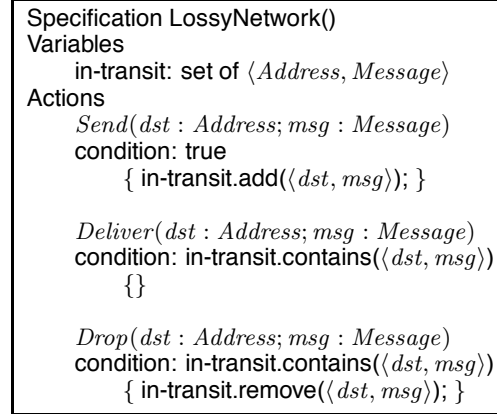 Specification LossyNetwork()
Variables
in-transit: set of ⟨Address, Message⟩
Actions
Send(dst : Address; msg : Message)
condition: true
{ in-transit.add(⟨dst, msg⟩); }
Deliver(dst : Address; msg : Message)
condition: in-transit.contains(⟨dst, msg⟩)
{}
Drop(dst : Address; msg : Message)
condition: in-transit.contains(⟨dst, msg⟩)
{ in-transit.remove(⟨dst, msg⟩); }